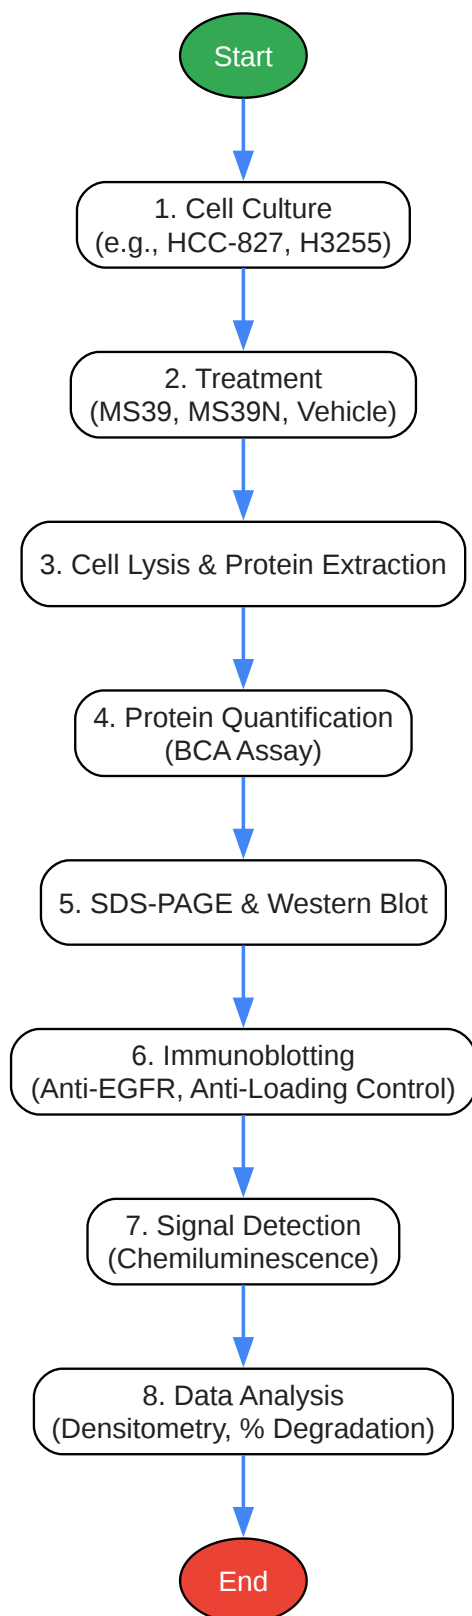 Start
1. Cell Culture
(e.g., HCC-827, H3255)
2. Treatment
(MS39, MS39N, Vehicle)
3. Cell Lysis & Protein Extraction
4. Protein Quantification
(BCA Assay)
5. SDS-PAGE & Western Blot
6. Immunoblotting
(Anti-EGFR, Anti-Loading Control)
7. Signal Detection
(Chemiluminescence)
8. Data Analysis
(Densitometry, % Degradation)
End